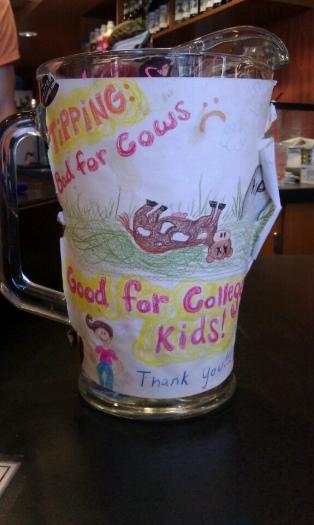 TIPPING:
Bad for Cows
Good for College
Kids!
Thank you!!